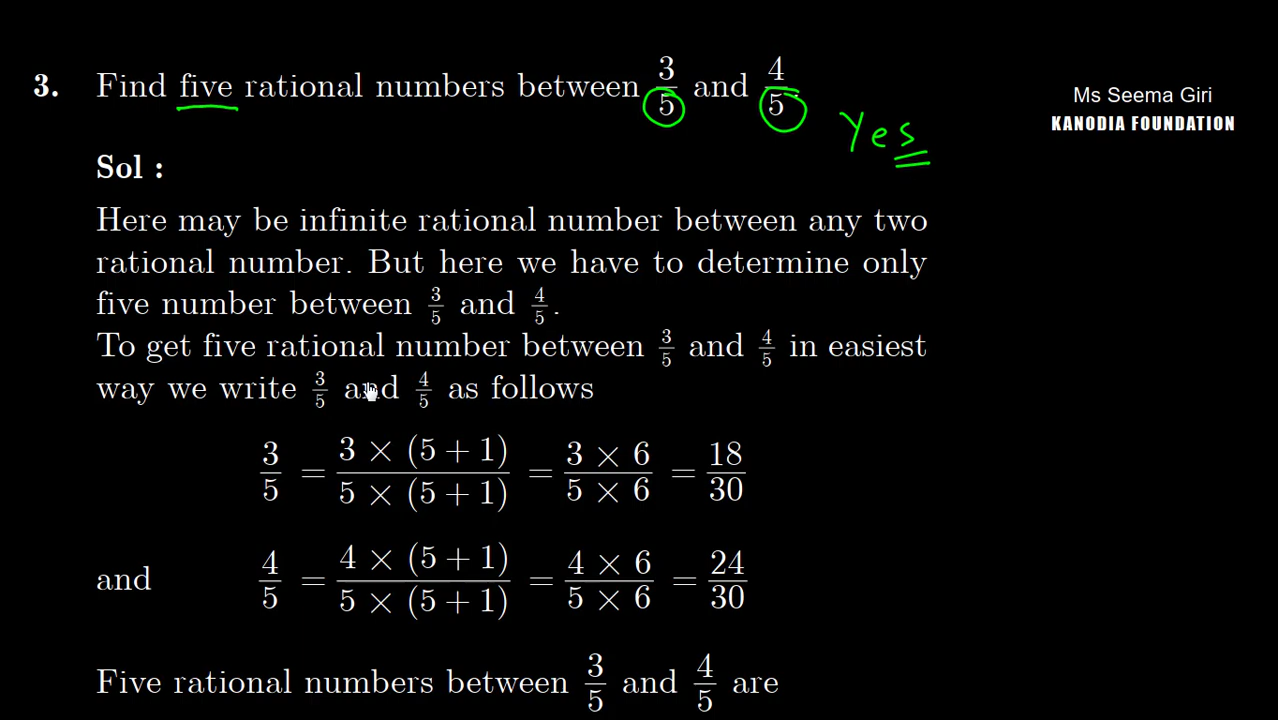 3. Find five rational numbers between 3/5 and 4/5.
Yes
Ms Seema Giri
KANODIA FOUNDATION
Sol :
Here may be infinite rational number between any two
rational number. But here we have to determine only
five number between 3/5 and 4/5.
To get five rational number between 3/5 and 4/5 in easiest
way we write 3/5 and 4/5 as follows
3/5 = 3 × (5 + 1)/5 × (5 + 1) = 3 × 6/5 × 6 = 18/30
and 4/5 = 4 × (5 + 1)/5 × (5 + 1) = 4 × 6/5 × 6 = 24/30
Five rational numbers between 3/5 and 4/5 are